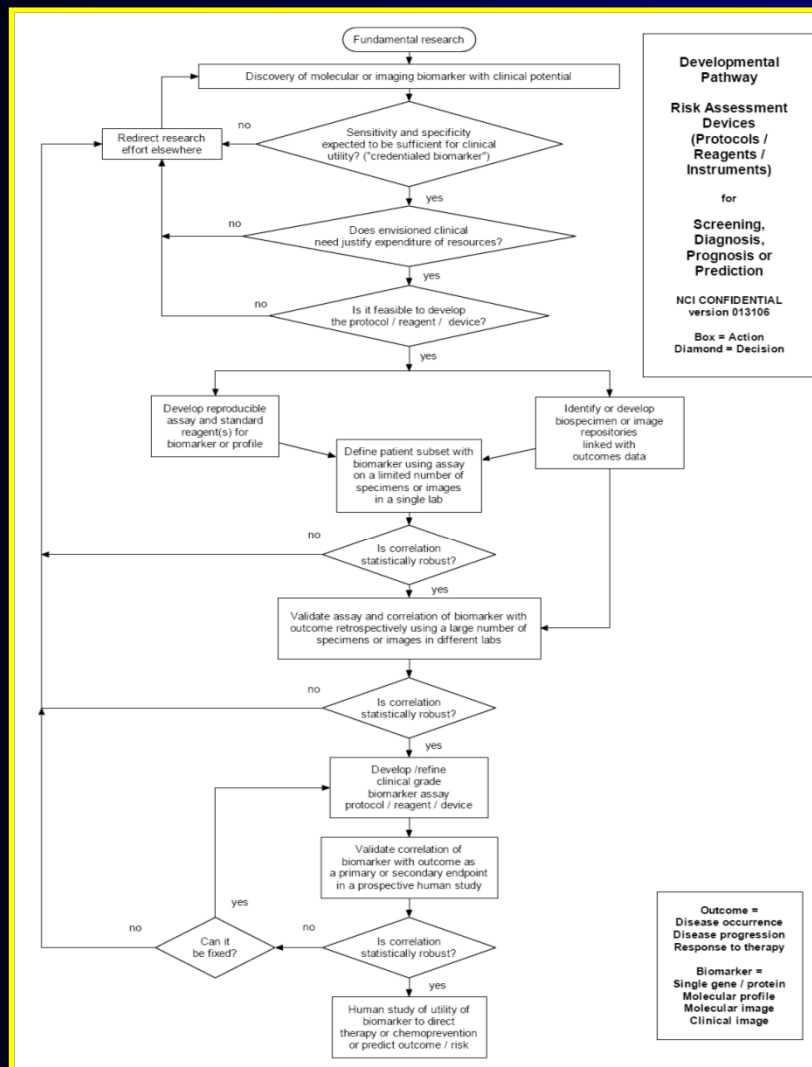 Fundamental research
Discovery of molecular or imaging biomarker with clinical potential
no
Redirect research
effort elsewhere
Sensitivity and specificity
expected to be sufficient for clinical
utility? ("credentialed biomarker")
yes
no
Does envisioned clinical
need justify expenditure of resources?
yes
no
Is it feasible to develop
the protocol / reagent / device?
yes
Develop reproducible
assay and standard
reagent(s) for
biomarker or profile
Identify or develop
biospecimen or image
repositories
linked with
outcomes data
Define patient subset with
biomarker using assay
on a limited number of
specimens or images
in a single lab
no
Is correlation
statistically robust?
yes
Validate assay and correlation of biomarker with
outcome retrospectively using a large number of
specimens or images in different labs
no
Is correlation
statistically robust?
yes
Develop /refine
clinical grade
biomarker assay
protocol / reagent / device
Validate correlation of
biomarker with outcome as
a primary or secondary endpoint
in a prospective human study
yes
no
no
Can it
be fixed?
Is correlation
statistically robust?
yes
Human study of utility of
biomarker to direct
therapy or chemoprevention
or predict outcome / risk
Developmental
Pathway
Risk Assessment
Devices
(Protocols /
Reagents /
Instruments)
for
Screening,
Diagnosis,
Prognosis or
Prediction
NCI CONFIDENTIAL
version 013106
Box = Action
Diamond = Decision
Outcome =
Disease occurrence
Disease progression
Response to therapy
Biomarker =
Single gene / protein
Molecular profile
Molecular image
Clinical image